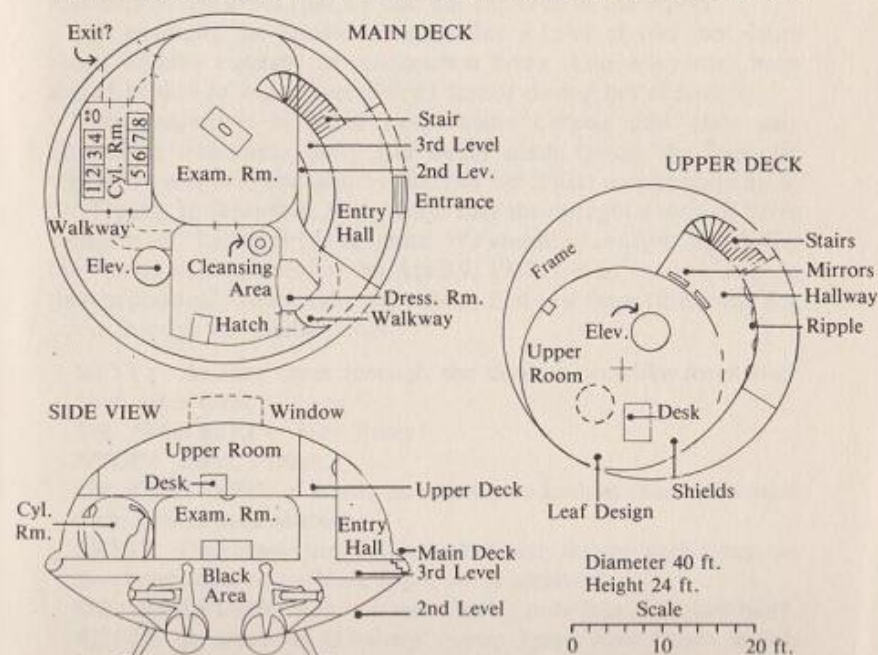 MAIN DECK
Exit?
Stair
3rd Level
2nd Lev.
Entrance
:0
1 2 3 4
Cyl. Rm.
5 6 7 8
Exam. Rm.
Entry
Hall
Walkway
Elev.
Cleansing
Area
Dress. Rm.
Walkway
Hatch
UPPER DECK
Stairs
Mirrors
Hallway
Ripple
Frame
Elev.
Upper
Room
Desk
Shields
Leaf Design
SIDE VIEW
Window
Upper Room
Desk
Upper Deck
Cyl.
Rm.
Exam. Rm.
Entry
Hall
Main Deck
3rd Level
Black
Area
2nd Level
Diameter 40 ft.
Height 24 ft.
Scale
0 10 20 ft.